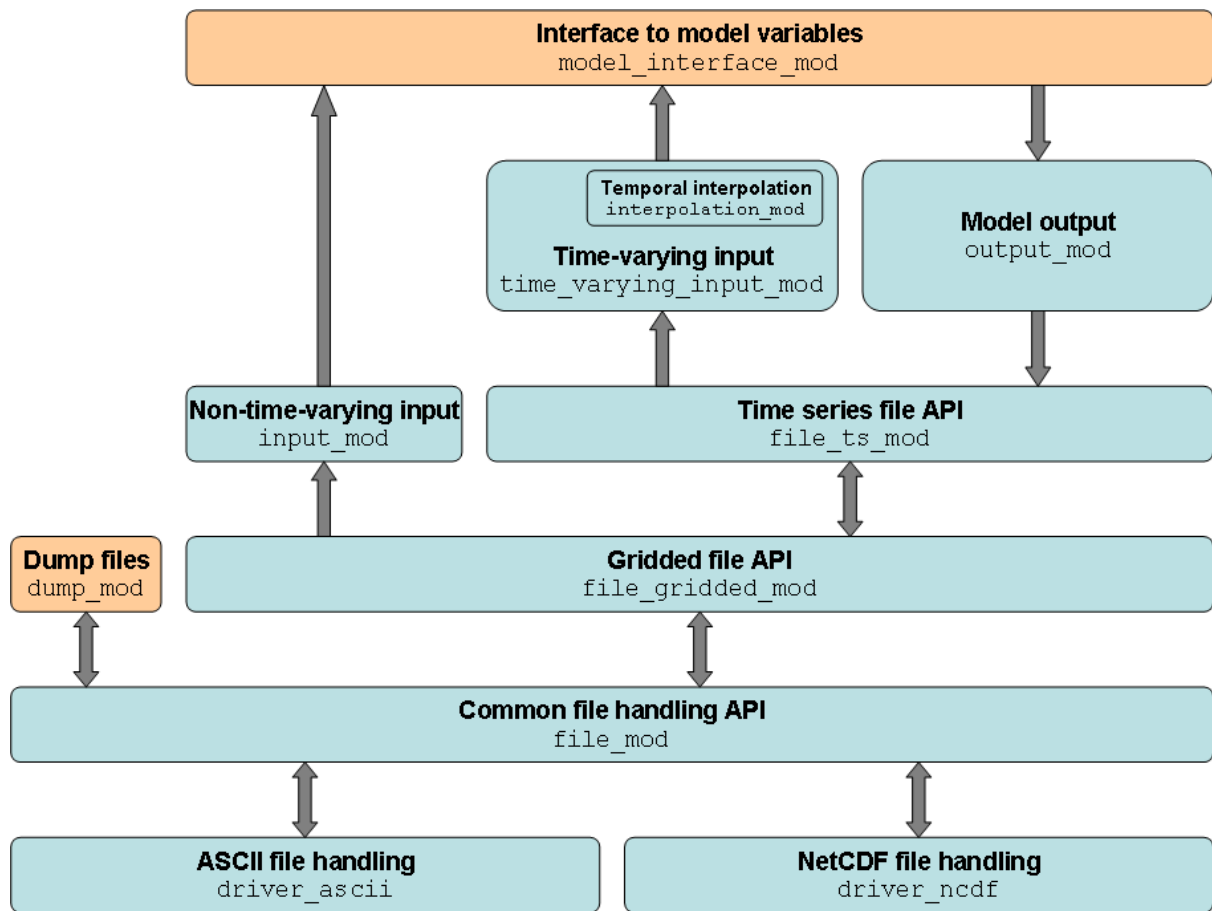 Interface to model variables
model_interface_mod
Temporal interpolation
interpolation_mod
Time-varying input
time_varying_input_mod
Model output
output_mod
Non-time-varying input
input_mod
Time series file API
file_ts_mod
Dump files
dump_mod
Gridded file API
file_gridded_mod
Common file handling API
file_mod
ASCII file handling
driver_ascii
NetCDF file handling
driver_ncdf